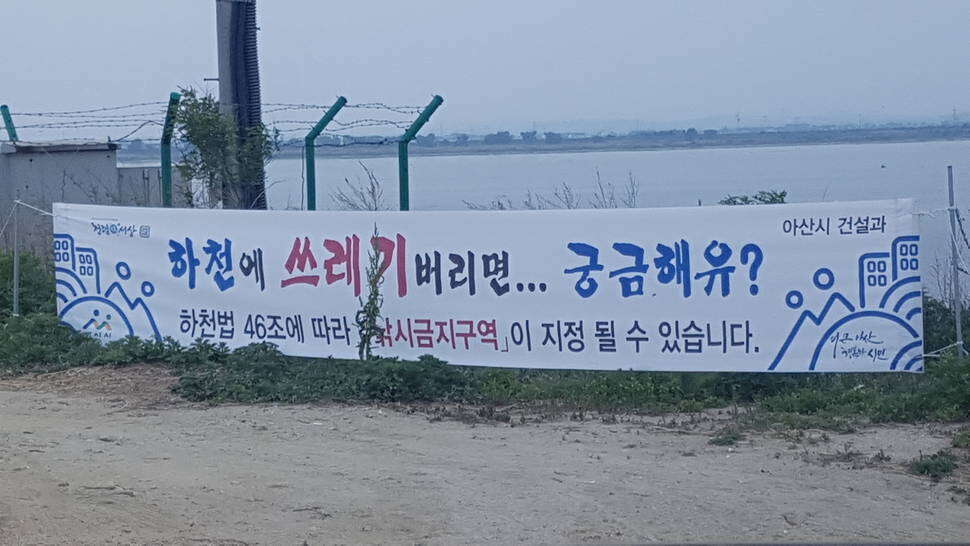 아산시 건설과
하천에 쓰레기 버리면... 궁금해유?
하천법 46조에 따라 「낚시금지구역」이 지정 될 수 있습니다.